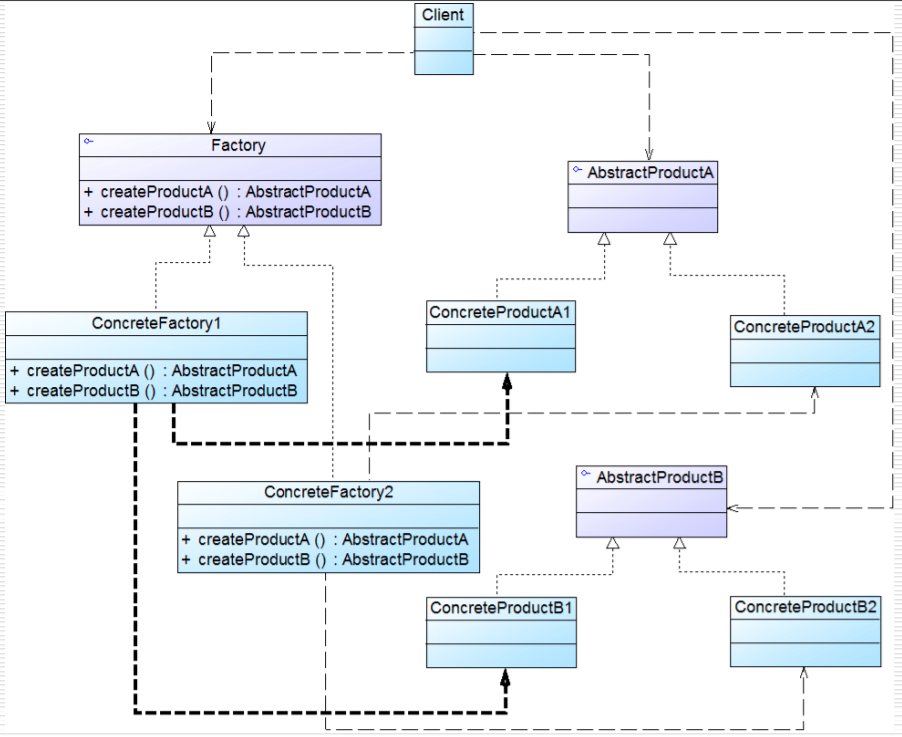 Client
Factory
+ createProductA () : AbstractProductA
+ createProductB () : AbstractProductB
AbstractProductA
ConcreteFactory1
+ createProductA () : AbstractProductA
+ createProductB () : AbstractProductB
ConcreteProductA1
ConcreteProductA2
ConcreteFactory2
+ createProductA () : AbstractProductA
+ createProductB () : AbstractProductB
AbstractProductB
ConcreteProductB1
ConcreteProductB2